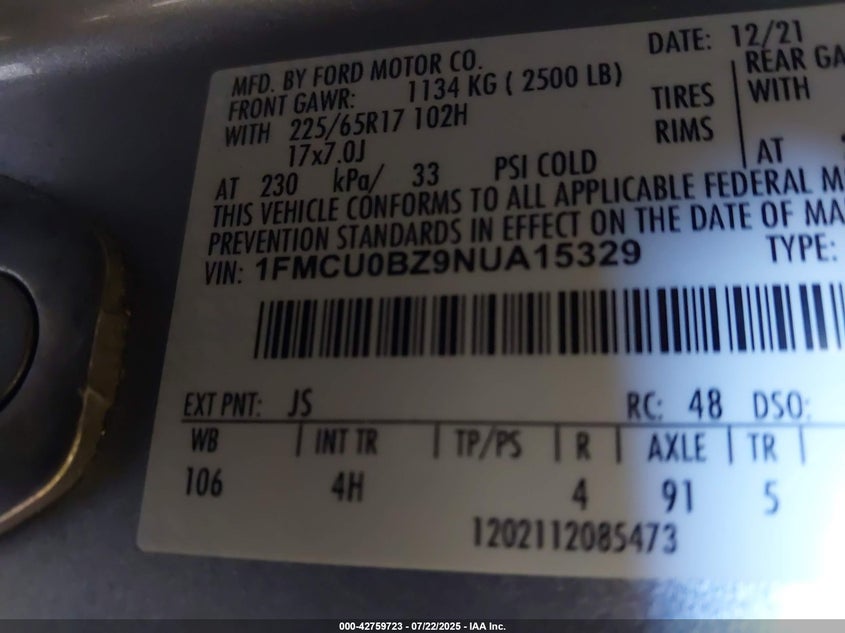 DATE: 12/21
MFD. BY FORD MOTOR CO.
FRONT GAWR: 1134 KG ( 2500 LB)
REAR GA
WITH 225/65R17 102H TIRES
WITH
17x7.0J RIMS
AT 230 kPa/ 33 PSI COLD
AT
THIS VEHICLE CONFORMS TO ALL APPLICABLE FEDERAL M
PREVENTION STANDARDS IN EFFECT ON THE DATE OF MA
VIN: 1FMCU0BZ9NUA15329 TYPE:
EXT PNT: JS RC: 48 DSO:
WB INT TR TP/PS R AXLE TR
106 4H 4 91 5
1202112085473
000-42759723 - 07/22/2025 - IAA Inc.